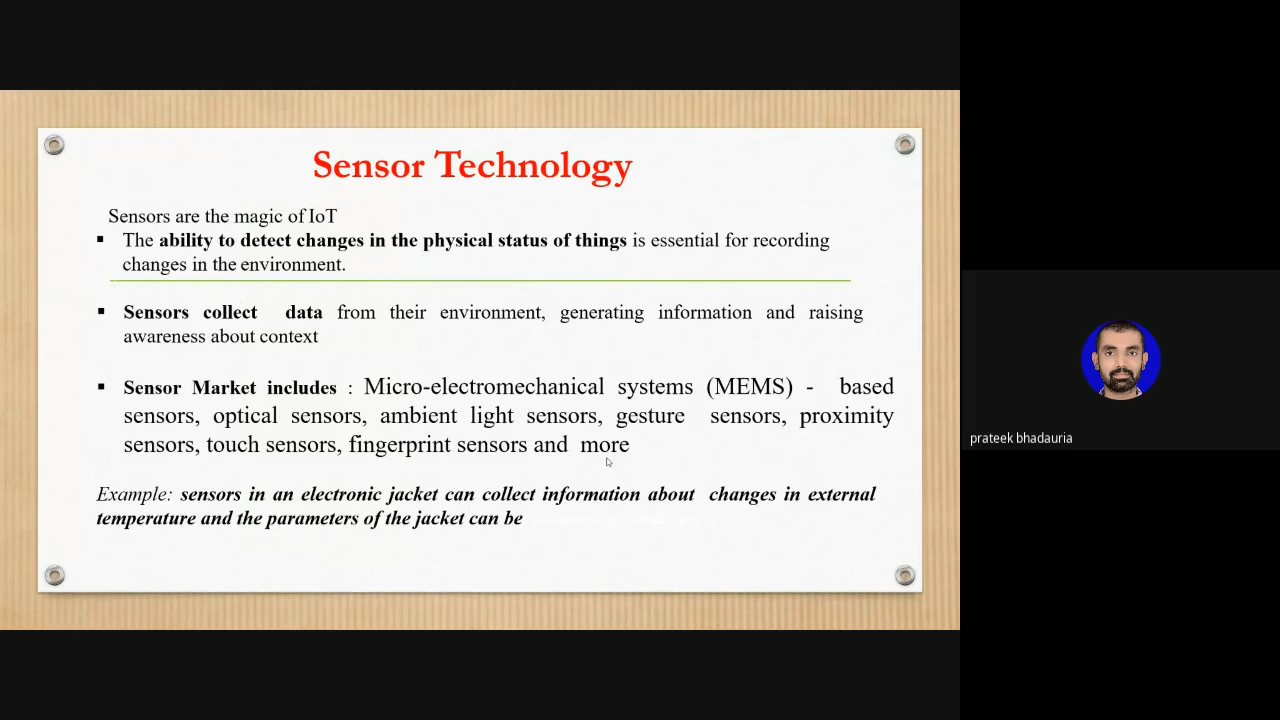 Sensor Technology
Sensors are the magic of IoT
▪ The ability to detect changes in the physical status of things is essential for recording
changes in the environment.
▪ Sensors collect data from their environment, generating information and raising
awareness about context
▪ Sensor Market includes : Micro-electromechanical systems (MEMS) - based
sensors, optical sensors, ambient light sensors, gesture sensors, proximity
sensors, touch sensors, fingerprint sensors and more
Example: sensors in an electronic jacket can collect information about changes in external
temperature and the parameters of the jacket can be
prateek bhadauria